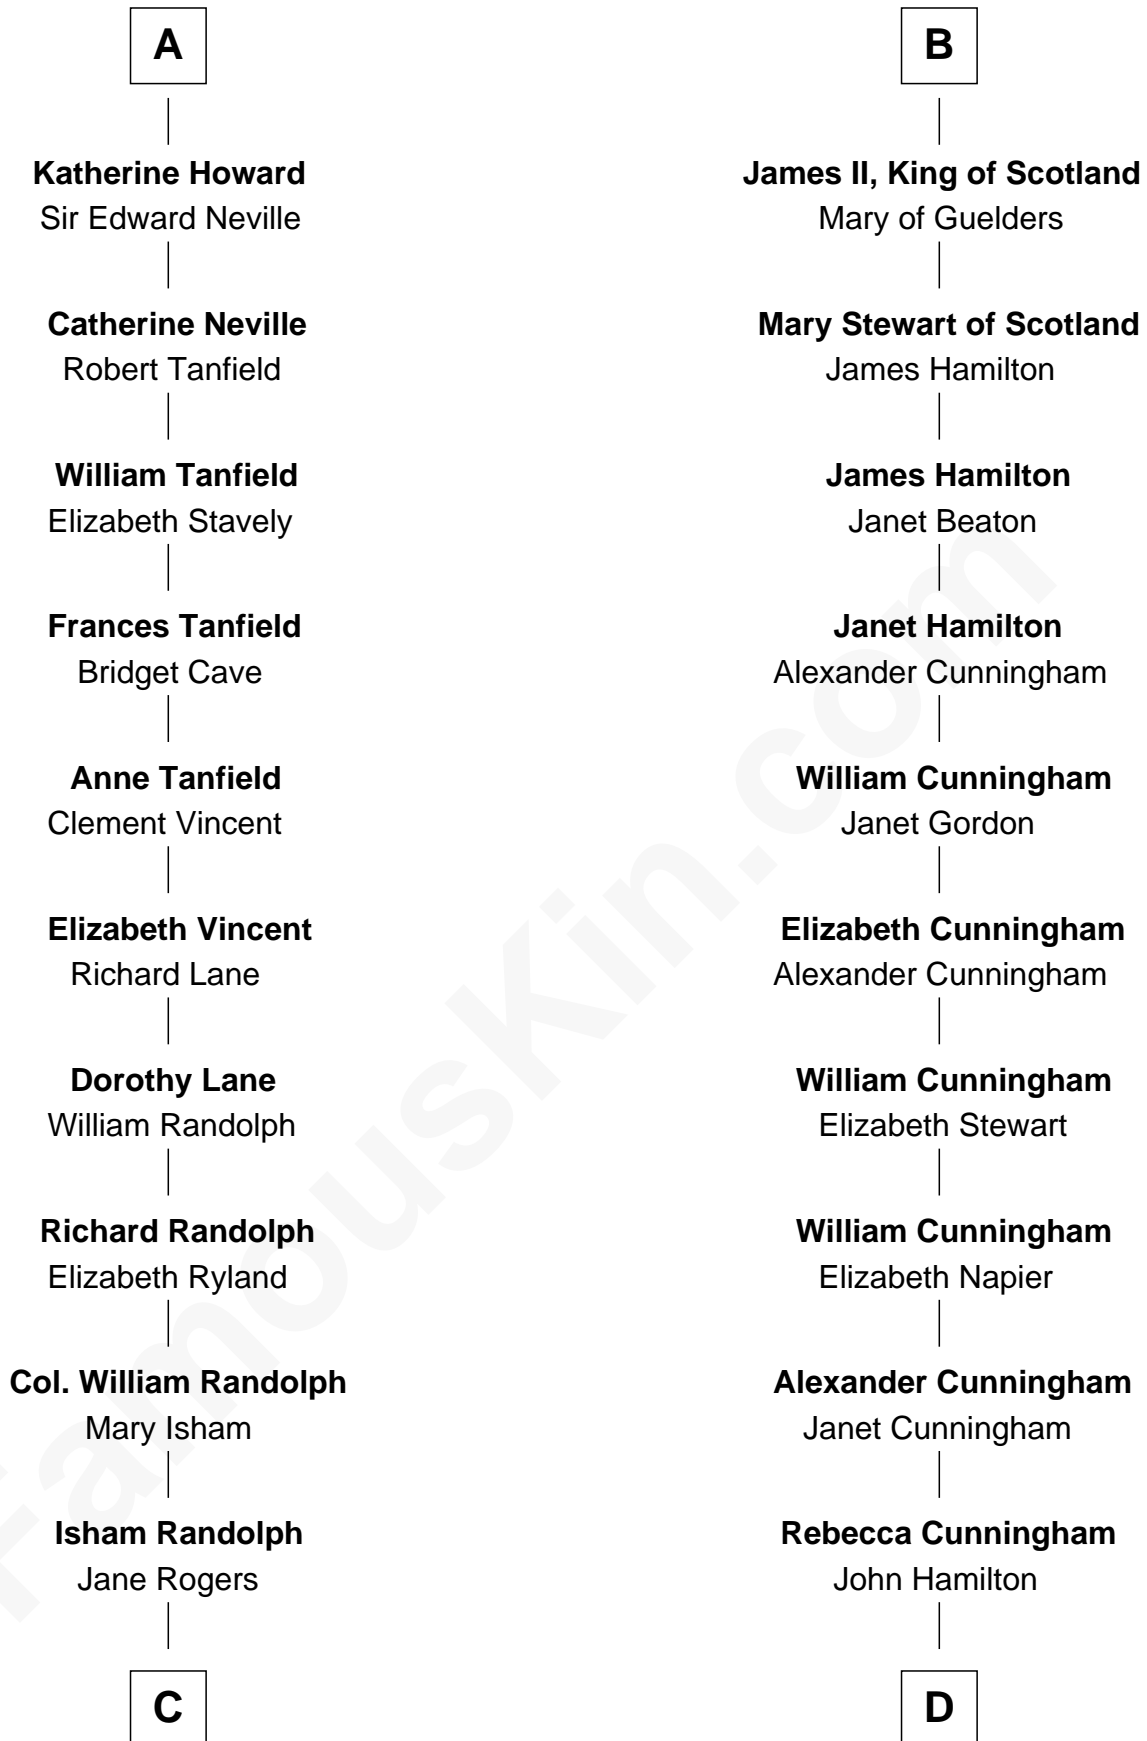 A
Katherine Howard
Sir Edward Neville
Catherine Neville
Robert Tanfield
William Tanfield
Elizabeth Stavely
Frances Tanfield
Bridget Cave
Anne Tanfield
Clement Vincent
Elizabeth Vincent
Richard Lane
Dorothy Lane
William Randolph
Richard Randolph
Elizabeth Ryland
Col. William Randolph
Mary Isham
Isham Randolph
Jane Rogers
C
B
James II, King of Scotland
Mary of Guelders
Mary Stewart of Scotland
James Hamilton
James Hamilton
Janet Beaton
Janet Hamilton
Alexander Cunningham
William Cunningham
Janet Gordon
Elizabeth Cunningham
Alexander Cunningham
William Cunningham
Elizabeth Stewart
William Cunningham
Elizabeth Napier
Alexander Cunningham
Janet Cunningham
Rebecca Cunningham
John Hamilton
D
FamousKin.com